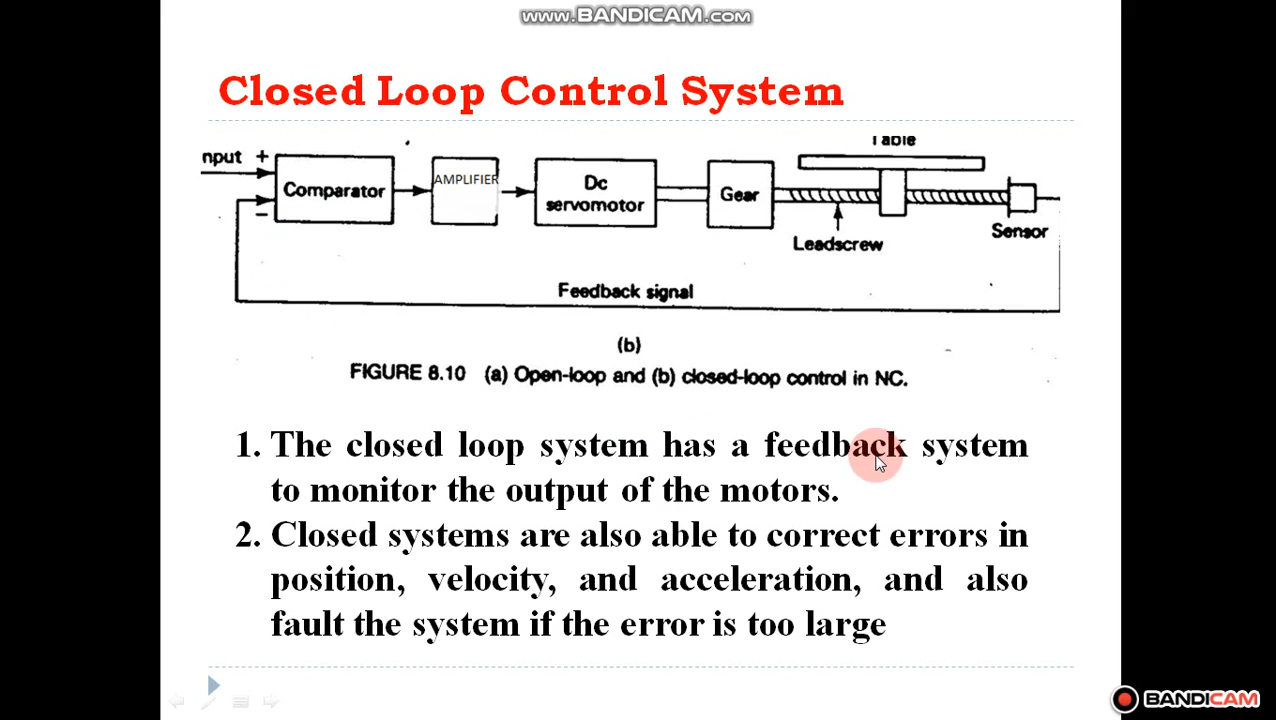 www.BANDICAM.com
Closed Loop Control System
Table
nput +
Comparator
AMPLIFIER
Dc
servomotor
Gear
−
Leadscrew
Sensor
Feedback signal
(b)
FIGURE 8.10 (a) Open-loop and (b) closed-loop control in NC.
1. The closed loop system has a feedback system
to monitor the output of the motors.
2. Closed systems are also able to correct errors in
position, velocity, and acceleration, and also
fault the system if the error is too large
BANDICAM